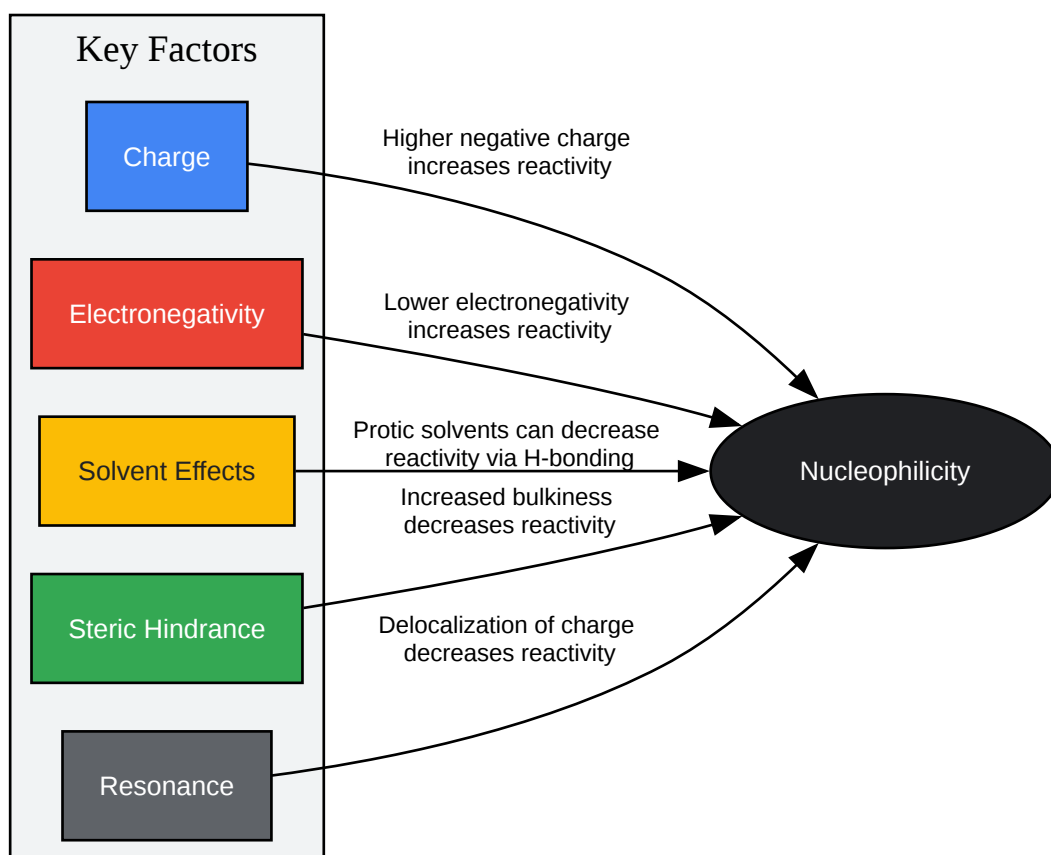 Key Factors
Charge
Higher negative charge
increases reactivity
Electronegativity
Lower electronegativity
increases reactivity
Solvent Effects
Protic solvents can decrease
reactivity via H-bonding
Nucleophilicity
Increased bulkiness
decreases reactivity
Steric Hindrance
Delocalization of charge
decreases reactivity
Resonance